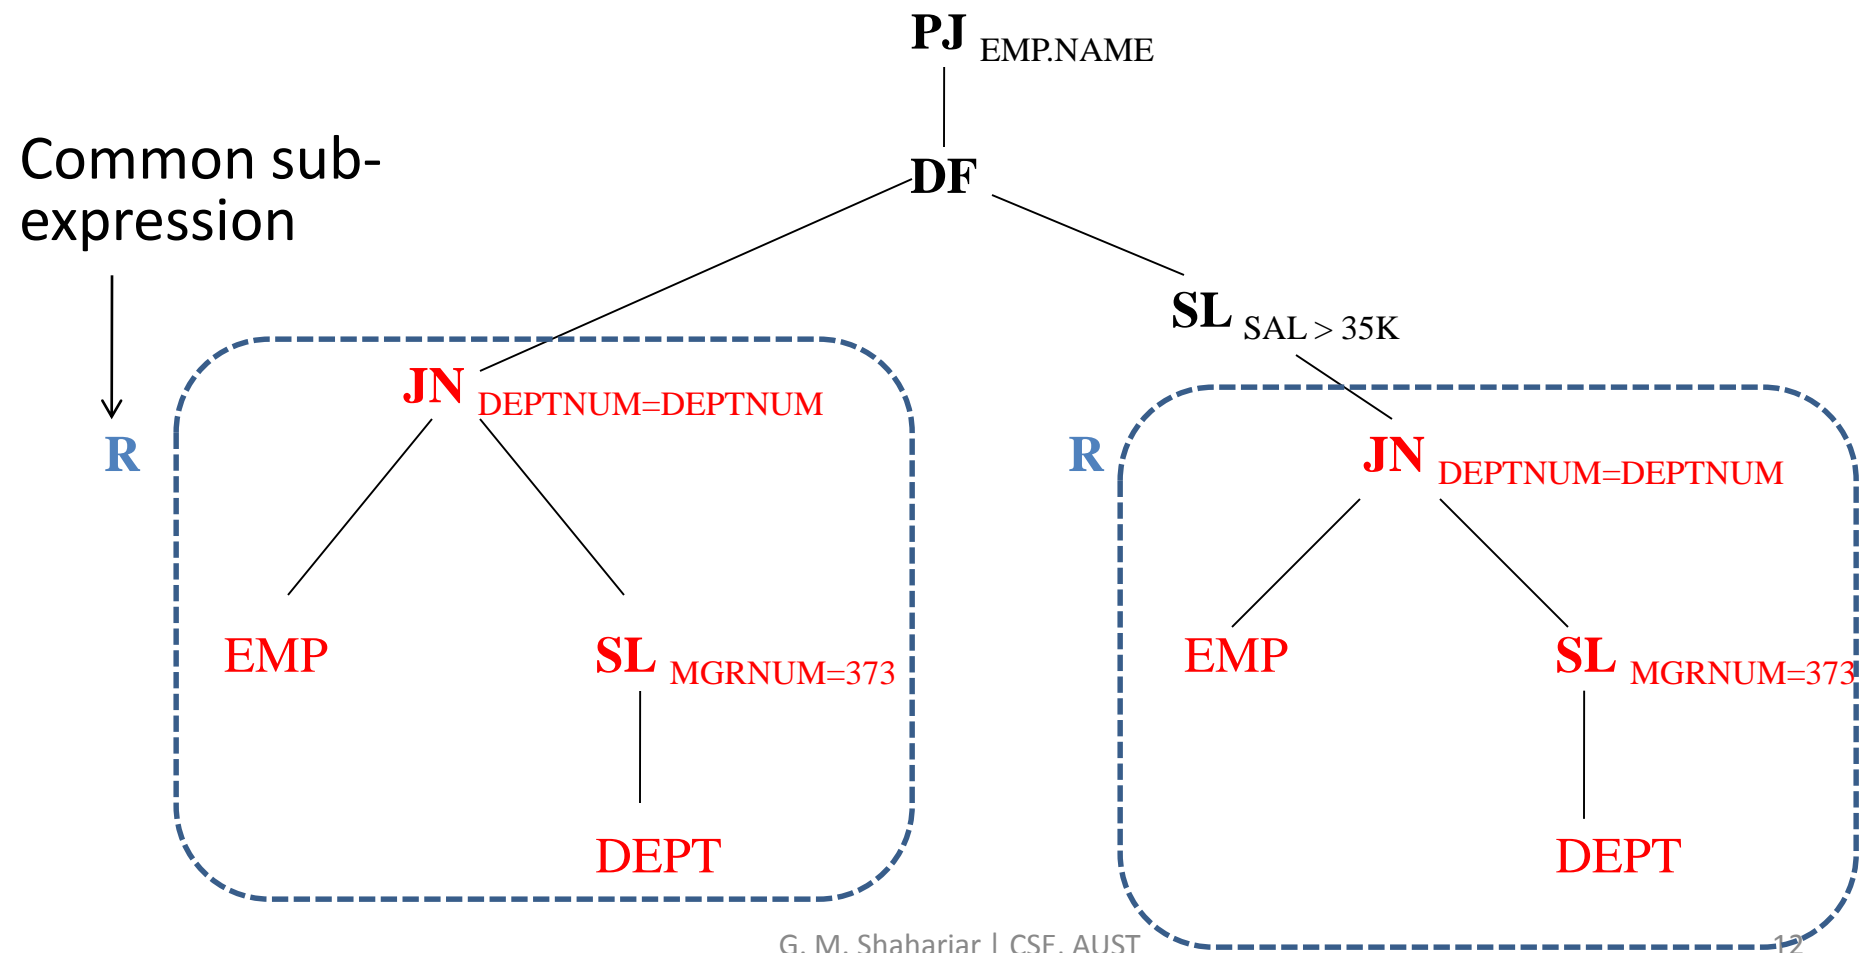 PJ EMP.NAME
DF
Common sub-
expression
SL SAL > 35K
JN DEPTNUM=DEPTNUM
R
R
JN DEPTNUM=DEPTNUM
EMP
SL MGRNUM=373
EMP
SL MGRNUM=373
DEPT
DEPT
G. M. Shahariar | CSE, AUST
12